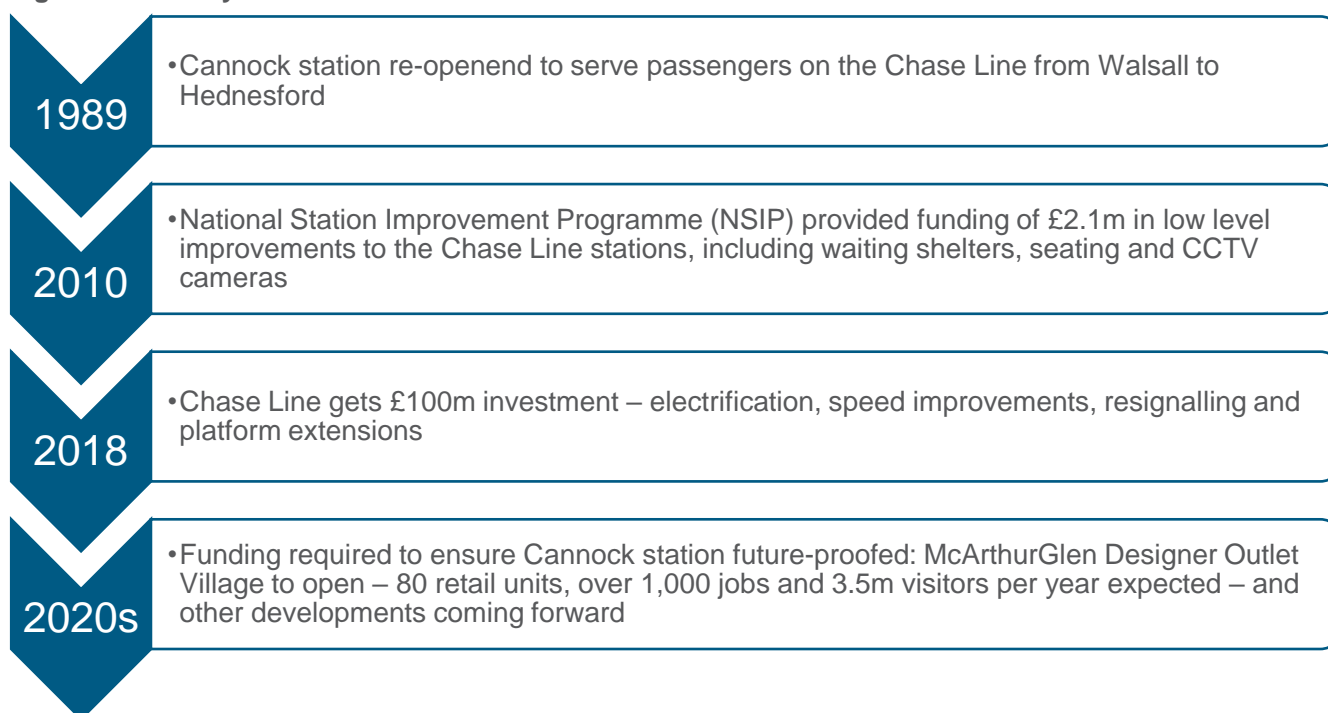 1989
•Cannock station re-openend to serve passengers on the Chase Line from Walsall to
Hednesford
2010
•National Station Improvement Programme (NSIP) provided funding of £2.1m in low level
improvements to the Chase Line stations, including waiting shelters, seating and CCTV
cameras
2018
•Chase Line gets £100m investment – electrification, speed improvements, resignalling and
platform extensions
2020s
•Funding required to ensure Cannock station future-proofed: McArthurGlen Designer Outlet
Village to open – 80 retail units, over 1,000 jobs and 3.5m visitors per year expected – and
other developments coming forward